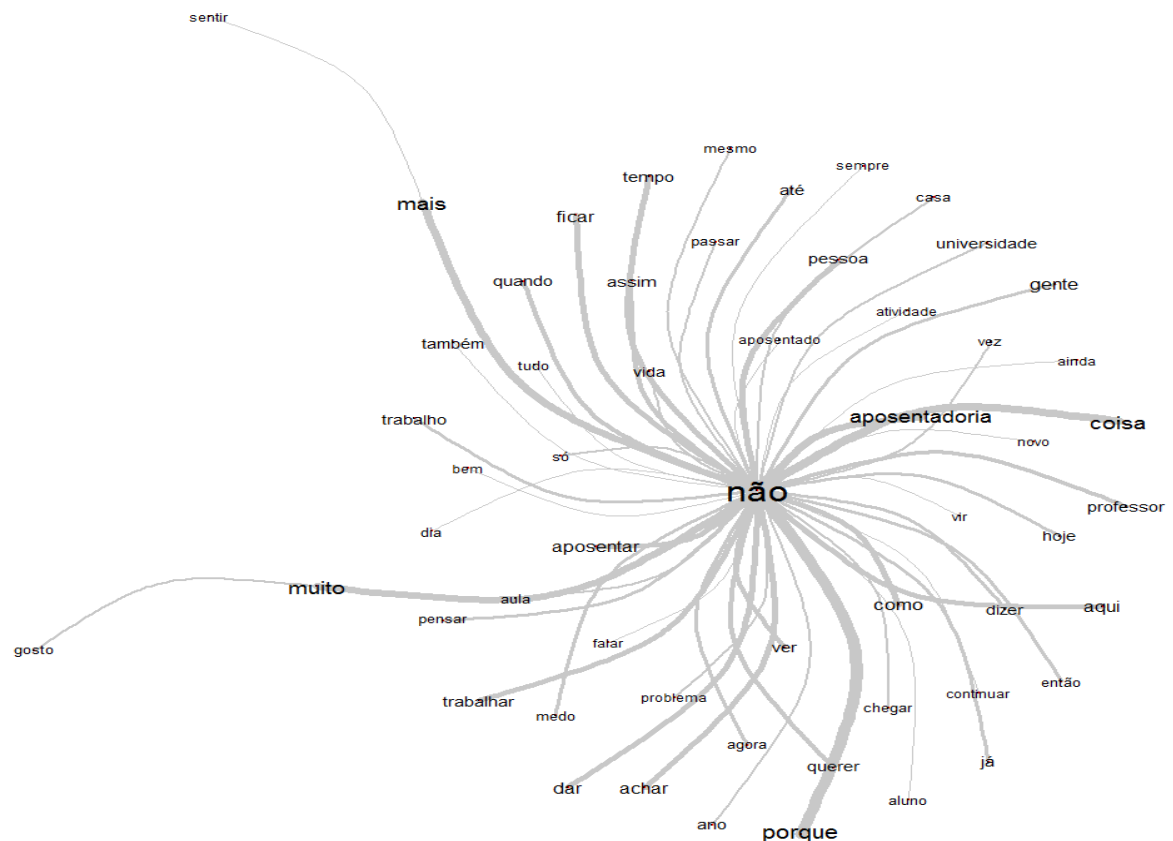 sentir
mesmo
sempre
tempo
até
mais
casa
ficar
passar
universidade
pessoa
quando
assim
gente
atividade
aposentado
vez
também
tudo
vida
ainda
trabalho
aposentadoria
coisa
novo
só
bem
não
professor
vir
dia
hoje
aposentar
muito
aula
como
dizer
aqui
pensar
gosto
falar
ver
então
trabalhar
problema
continuar
medo
chegar
agora
já
querer
dar
achar
aluno
ano
porque